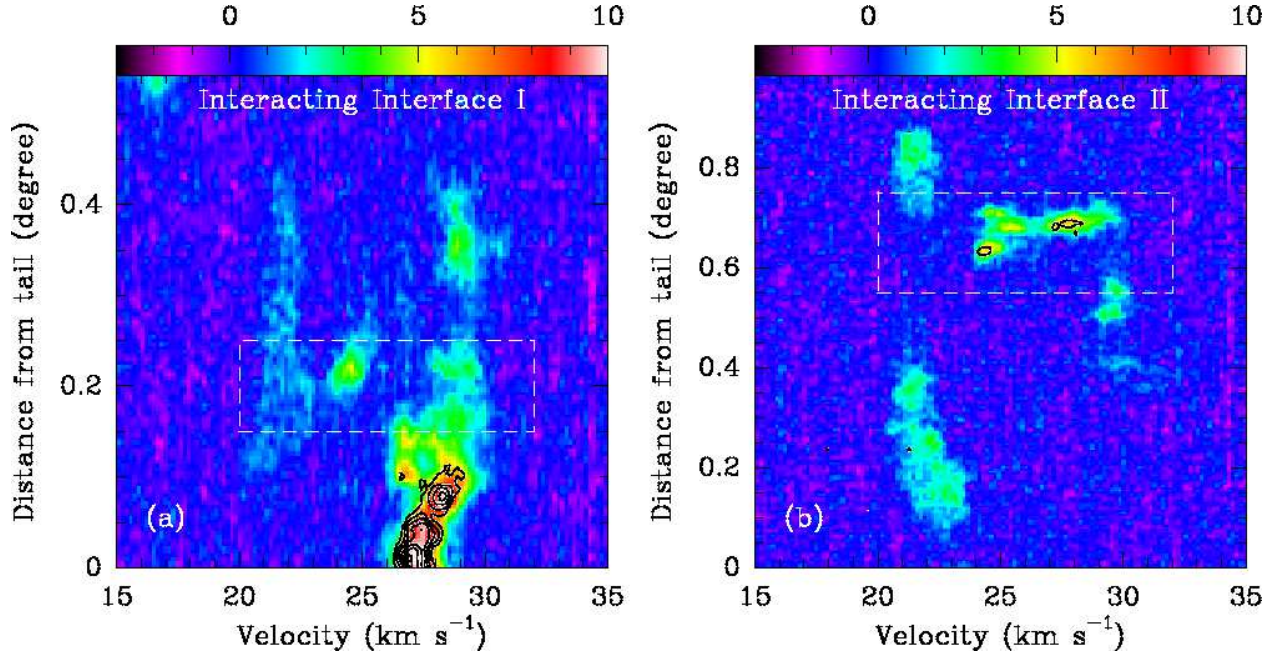 0 5 10
Interacting Interface I
Distance from tail (degree)
0.4
0.2
0
(a)
15 20 25 30 35
Velocity (km s⁻¹)
0 5 10
Interacting Interface II
Distance from tail (degree)
0.8
0.6
0.4
0.2
0
(b)
15 20 25 30 35
Velocity (km s⁻¹)